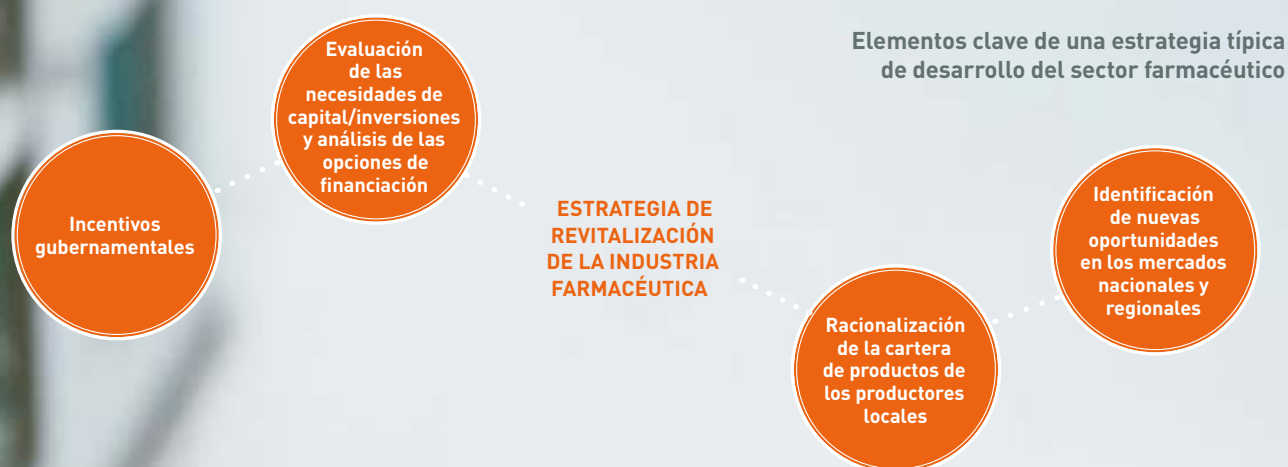 Elementos clave de una estrategia típica
de desarrollo del sector farmacéutico
Incentivos
gubernamentales
Evaluación
de las
necesidades de
capital/inversiones
y análisis de las
opciones de
financiación
ESTRATEGIA DE
REVITALIZACIÓN
DE LA INDUSTRIA
FARMACÉUTICA
Racionalización
de la cartera
de productos de
los productores
locales
Identificación
de nuevas
oportunidades
en los mercados
nacionales y
regionales